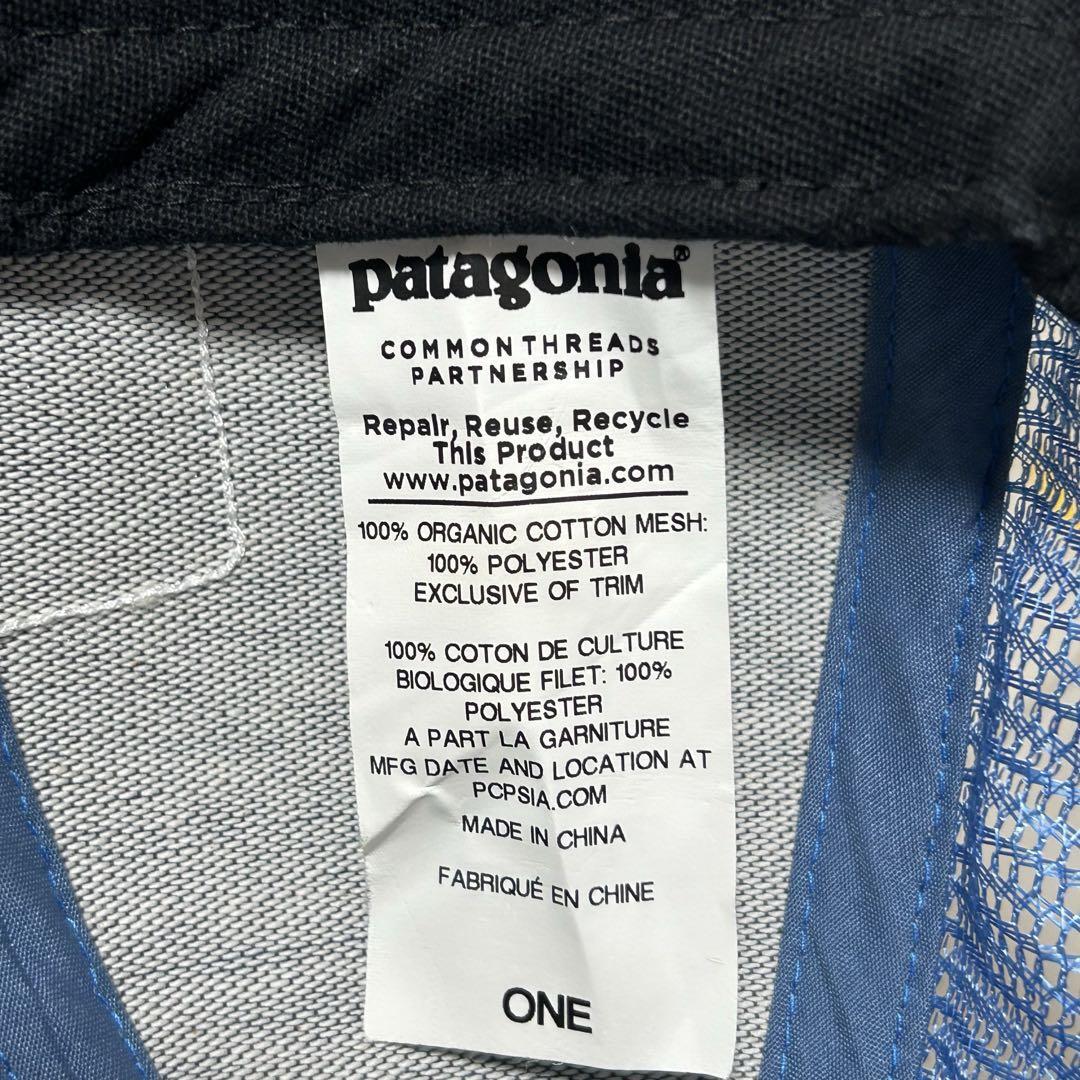 patagonia®
COMMON THREADS
PARTNERSHIP
Repair, Reuse, Recycle
This Product
www.patagonia.com
100% ORGANIC COTTON MESH:
100% POLYESTER
EXCLUSIVE OF TRIM
100% COTON DE CULTURE
BIOLOGIQUE FILET: 100%
POLYESTER
A PART LA GARNITURE
MFG DATE AND LOCATION AT
PCPSIA.COM
MADE IN CHINA
FABRIQUÉ EN CHINE
ONE